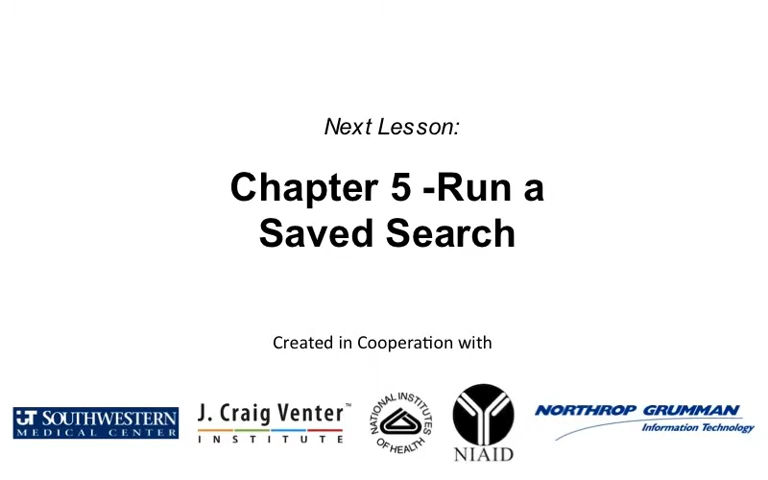 Next Lesson:
Chapter 5 -Run a
Saved Search
Created in Cooperation with
UT SOUTHWESTERN
MEDICAL CENTER
J. Craig Venter™
INSTITUTE
NATIONAL INSTITUTES
OF HEALTH
NIAID
NORTHROP GRUMMAN
Information Technology